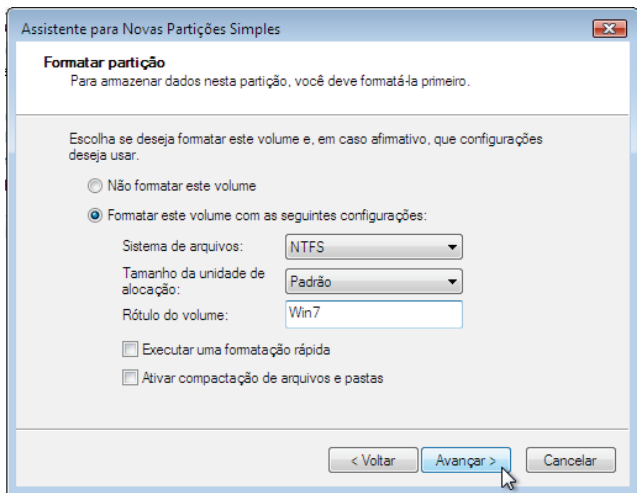 Assistente para Novas Partições Simples
Formatar partição
Para armazenar dados nesta partição, você deve formatá-la primeiro.
Escolha se deseja formatar este volume e, em caso afirmativo, que configurações
deseja usar.
Não formatar este volume
Formatar este volume com as seguintes configurações:
Sistema de arquivos: NTFS
Tamanho da unidade de
alocação: Padrão
Rótulo do volume: Win7
Executar uma formatação rápida
Ativar compactação de arquivos e pastas
< Voltar Avançar > Cancelar